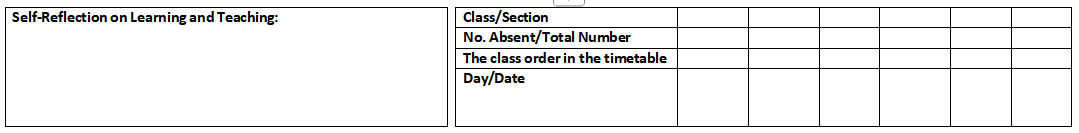 Self-Reflection on Learning and Teaching:
Class/Section
No. Absent/Total Number
The class order in the timetable
Day/Date